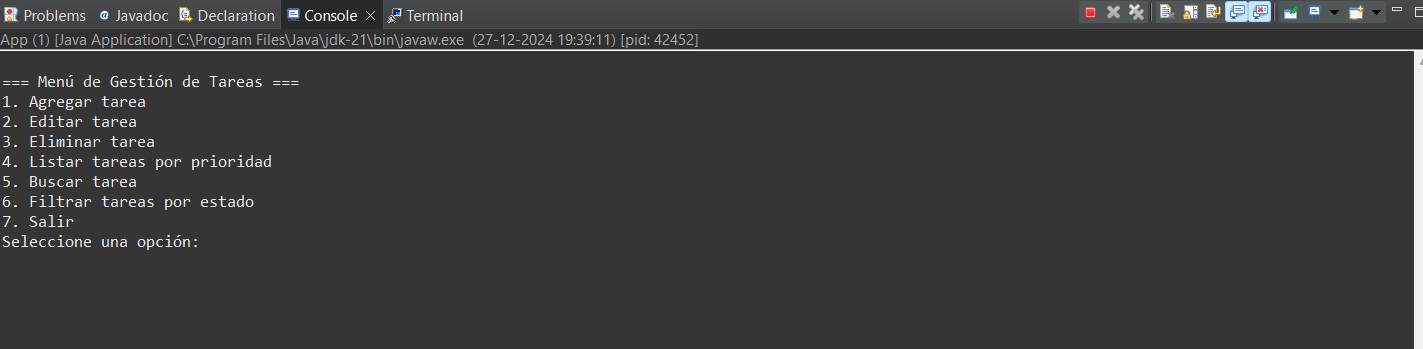 Problems @ Javadoc Declaration Console Terminal
App (1) [Java Application] C:\Program Files\Java\jdk-21\bin\javaw.exe (27-12-2024 19:39:11) [pid: 42452]
=== Menú de Gestión de Tareas ===
1. Agregar tarea
2. Editar tarea
3. Eliminar tarea
4. Listar tareas por prioridad
5. Buscar tarea
6. Filtrar tareas por estado
7. Salir
Seleccione una opción: